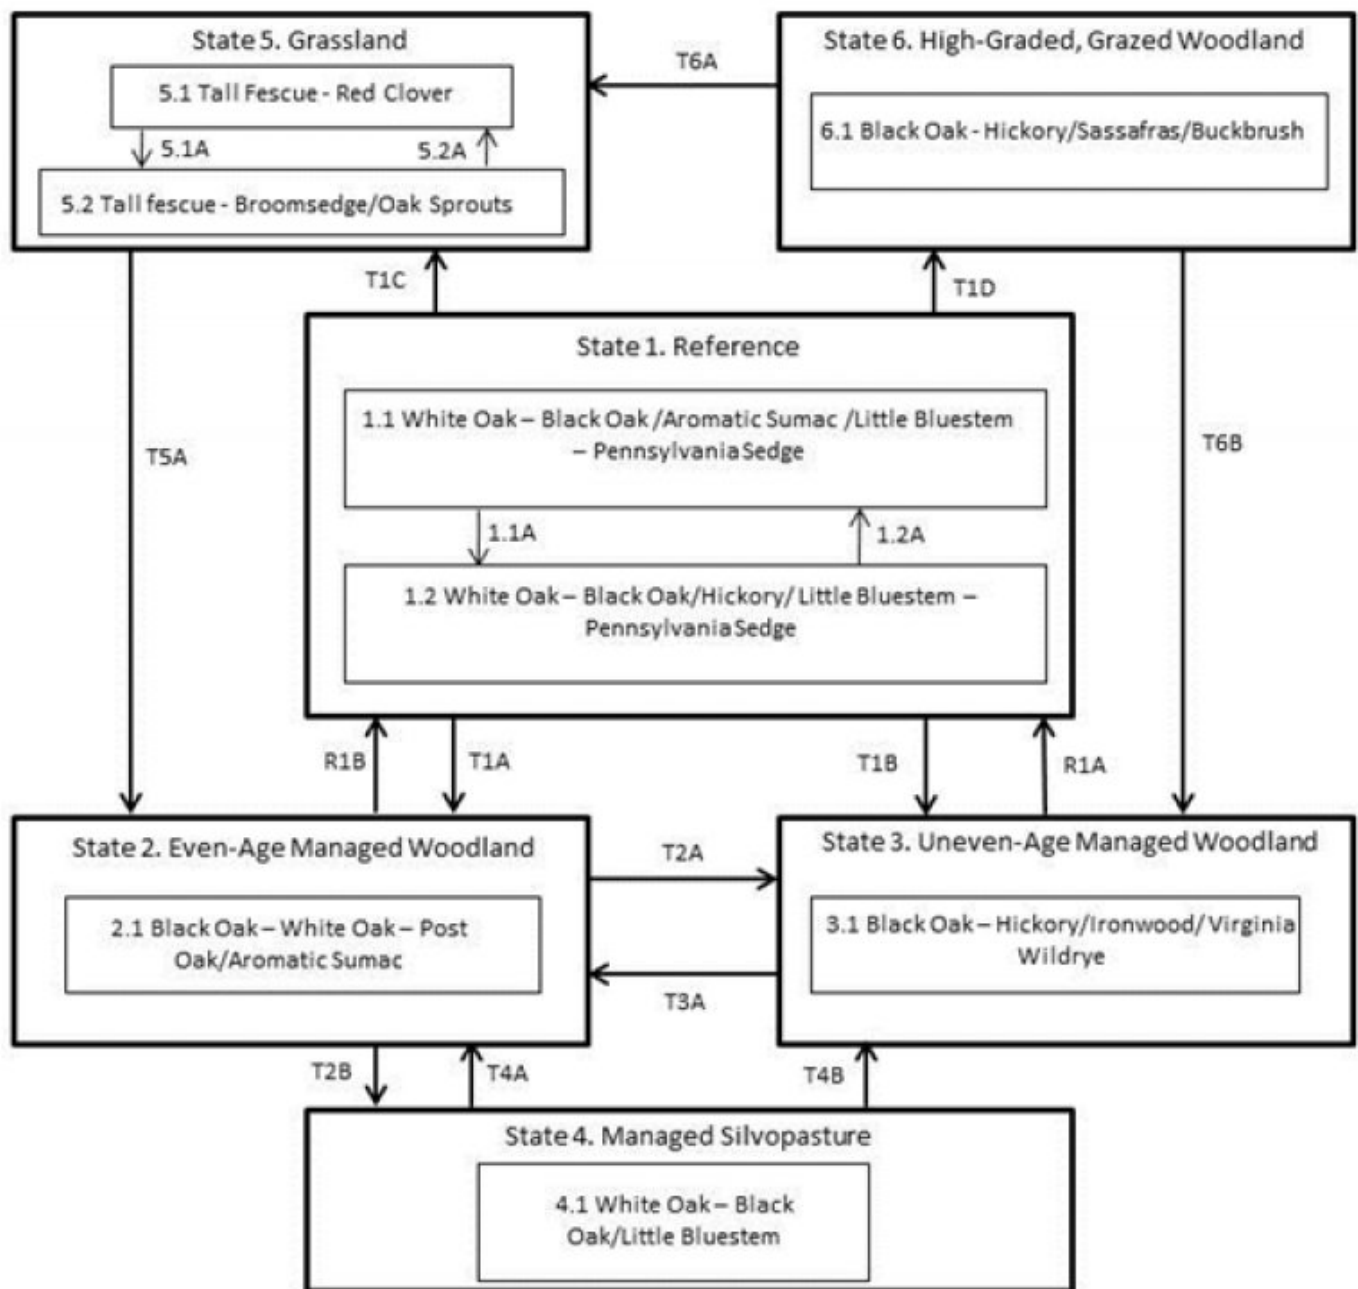 State 5. Grassland
5.1 Tall Fescue - Red Clover
5.1A
5.2A
5.2 Tall fescue - Broomsedge/Oak Sprouts
T6A
State 6. High-Graded, Grazed Woodland
6.1 Black Oak - Hickory/Sassafras/Buckbrush
T1C
T1D
State 1. Reference
1.1 White Oak – Black Oak /Aromatic Sumac /Little Bluestem
– Pennsylvania Sedge
1.1A
1.2A
1.2 White Oak – Black Oak/Hickory/ Little Bluestem –
Pennsylvania Sedge
T5A
T6B
R1B
T1A
T1B
R1A
State 2. Even-Age Managed Woodland
2.1 Black Oak – White Oak – Post
Oak/Aromatic Sumac
T2A
T3A
State 3. Uneven-Age Managed Woodland
3.1 Black Oak – Hickory/Ironwood/ Virginia
Wildrye
T2B
T4A
T4B
State 4. Managed Silvopasture
4.1 White Oak – Black
Oak/Little Bluestem